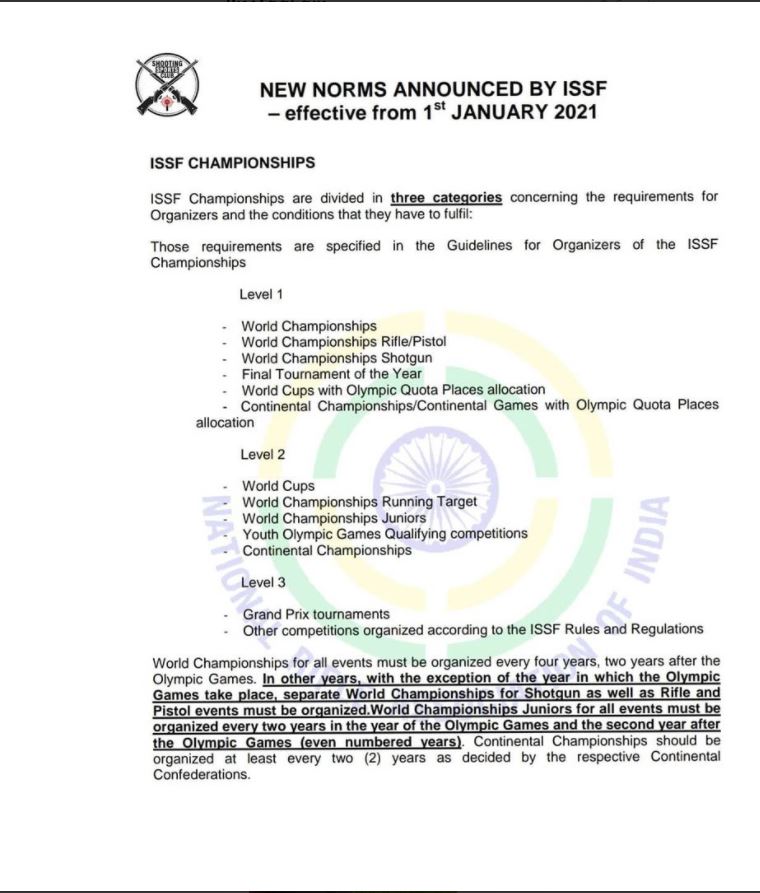 SHOOTING
SPORTS
CLUB
NEW NORMS ANNOUNCED BY ISSF
– effective from 1st JANUARY 2021
ISSF CHAMPIONSHIPS
ISSF Championships are divided in three categories concerning the requirements for
Organizers and the conditions that they have to fulfil:
Those requirements are specified in the Guidelines for Organizers of the ISSF
Championships
Level 1
- World Championships
- World Championships Rifle/Pistol
- World Championships Shotgun
- Final Tournament of the Year
- World Cups with Olympic Quota Places allocation
- Continental Championships/Continental Games with Olympic Quota Places
allocation
Level 2
- World Cups
- World Championships Running Target
- World Championships Juniors
- Youth Olympic Games Qualifying competitions
- Continental Championships
Level 3
- Grand Prix tournaments
- Other competitions organized according to the ISSF Rules and Regulations
World Championships for all events must be organized every four years, two years after the
Olympic Games. In other years, with the exception of the year in which the Olympic
Games take place, separate World Championships for Shotgun as well as Rifle and
Pistol events must be organized.World Championships Juniors for all events must be
organized every two years in the year of the Olympic Games and the second year after
the Olympic Games (even numbered years). Continental Championships should be
organized at least every two (2) years as decided by the respective Continental
Confederations.
NATIONAL OF INDIA